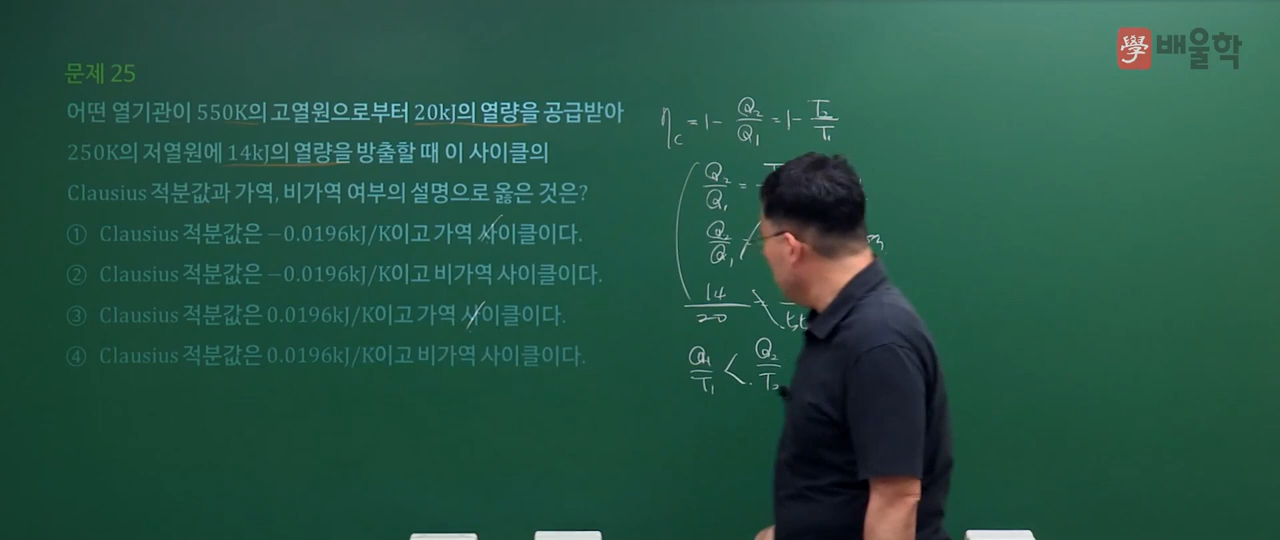 學 배울학
문제 25
어떤 열기관이 550K의 고열원으로부터 20kJ의 열량을 공급받아
250K의 저열원에 14kJ의 열량을 방출할 때 이 사이클의
Clausius 적분값과 가역, 비가역 여부의 설명으로 옳은 것은?
① Clausius 적분값은 −0.0196kJ/K이고 가역 사이클이다.
② Clausius 적분값은 −0.0196kJ/K이고 비가역 사이클이다.
③ Clausius 적분값은 0.0196kJ/K이고 가역 사이클이다.
④ Clausius 적분값은 0.0196kJ/K이고 비가역 사이클이다.
η_c = 1 - Q₂/Q₁ = 1 - T₂/T₁
Q₂/Q₁ =
Q₂/Q₁
14/20
Q₁/T₁ < Q₂/T₂